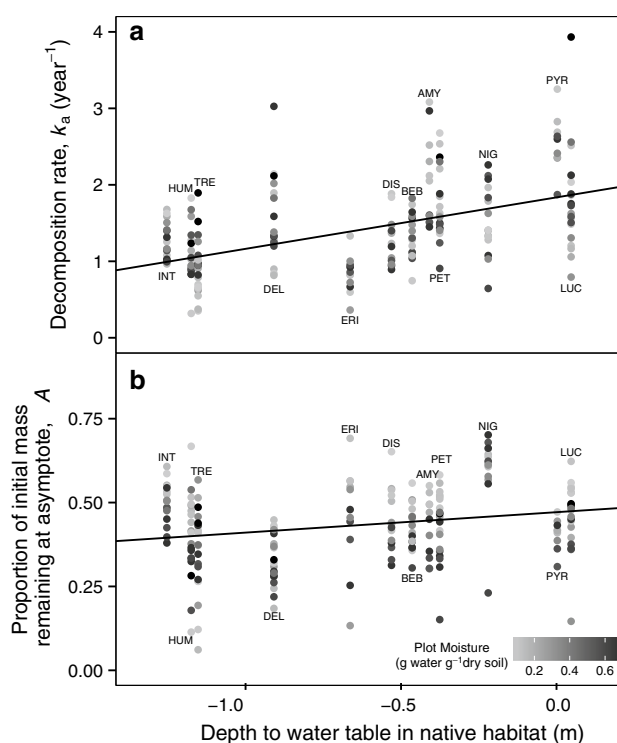 a
Decomposition rate, kₐ (year⁻¹)
4
3
2
1
0
HUM
TRE
INT
DEL
ERI
DIS
BEB
AMY
PET
NIG
PYR
LUC
b
Proportion of initial mass
remaining at asymptote, A
0.75
0.50
0.25
0.00
INT
TRE
HUM
DEL
ERI
DIS
BEB
AMY
PET
NIG
LUC
PYR
Plot Moisture
(g water g⁻¹dry soil)
0.2 0.4 0.6
−1.0 −0.5 0.0
Depth to water table in native habitat (m)